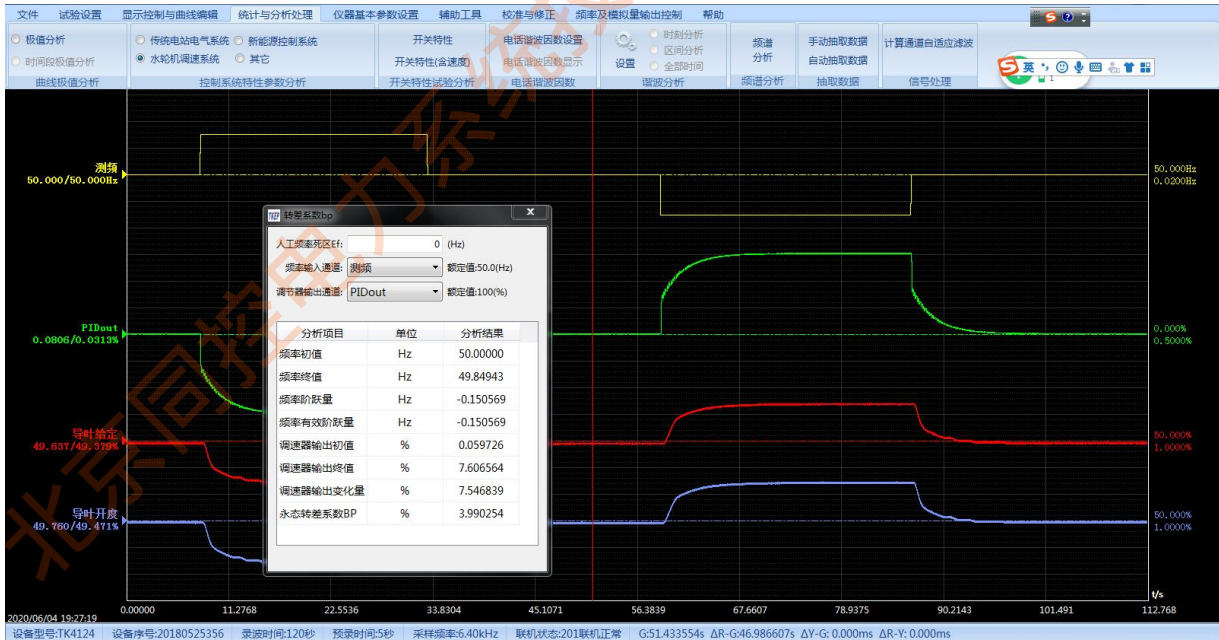 文件 试验设置 显示控制与曲线编辑 统计与分析处理 仪器基本参数设置 辅助工具 校准与修正 频率及模拟量输出控制 帮助
极值分析 传统电站电气系统 新能源控制系统 开关特性 电话谐波因数设置 时刻分析 频谱分析 手动抽取数据 计算通道自适应滤波
时间段极值分析 水轮机调速系统 其它 开关特性(含速度) 电话谐波因数显示 设置 区间分析 自动抽取数据
全部时间
曲线极值分析 控制系统特性参数分析 开关特性试验分析 电话谐波因数 谐波分析 频谱分析 抽取数据 信号处理
英
1
测频
50.000/50.000Hz
50.000Hz
0.0200Hz
转差系数bp x
人工频率死区Ef: 0 (Hz)
频率输入通道: 测频 额定值:50.0(Hz)
调节器输出通道: PIDout 额定值:100(%)
分析项目 单位 分析结果
频率初值 Hz 50.00000
频率终值 Hz 49.84943
频率阶跃量 Hz -0.150569
频率有效阶跃量 Hz -0.150569
调速器输出初值 % 0.059726
调速器输出终值 % 7.606564
调速器输出变化量 % 7.546839
永态转差系数BP % 3.990254
PIDout
0.0806/0.0313%
0.000%
0.5000%
导叶给定
49.637/49.379%
50.000%
1.0000%
导叶开度
49.760/49.471%
50.000%
1.0000%
t/s
0.00000 11.2768 22.5536 33.8304 45.1071 56.3839 67.6607 78.9375 90.2143 101.491 112.768
2020/06/04 19:27:19
设备型号:TK4124 设备序号:20180525356 录波时间:120秒 预录时间:5秒 采样频率:6.40kHz 联机状态:201联机正常 G:51.433554s ΔR-G:46.986607s ΔY-G: 0.000ms ΔR-Y: 0.000ms
北京同控电力系统